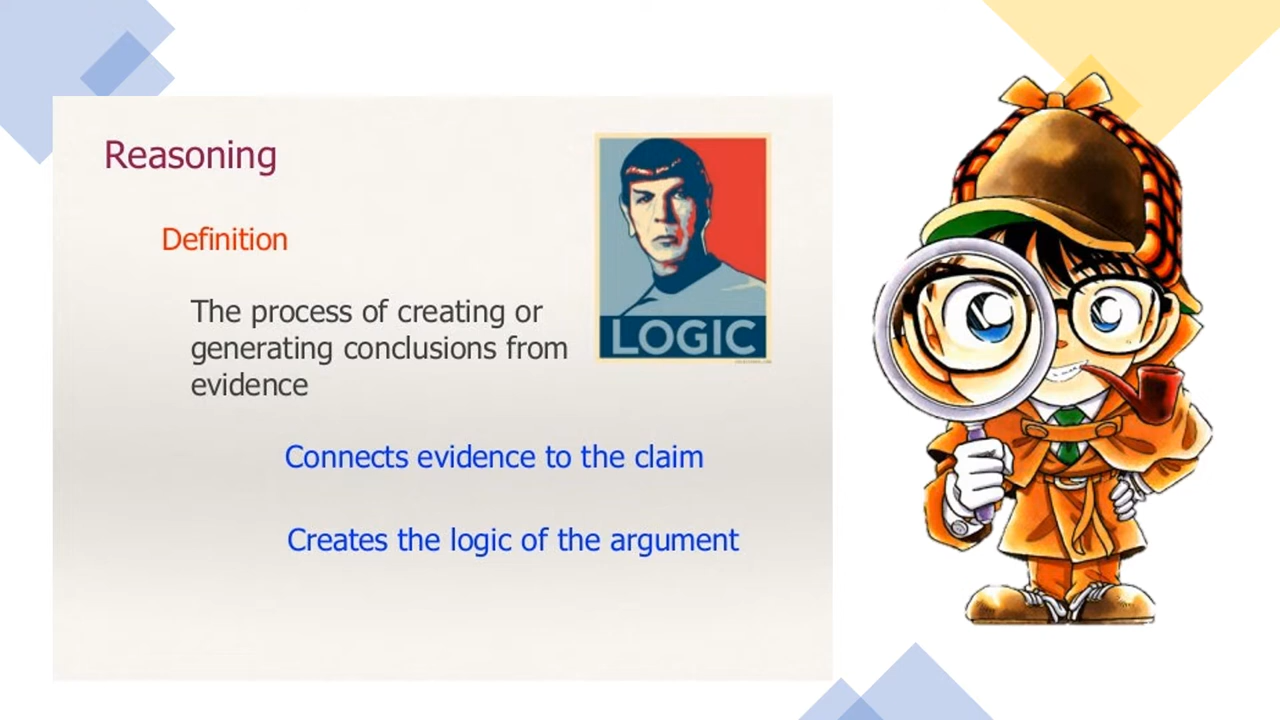 Reasoning
Definition
The process of creating or
generating conclusions from
evidence
LOGIC
Connects evidence to the claim
Creates the logic of the argument